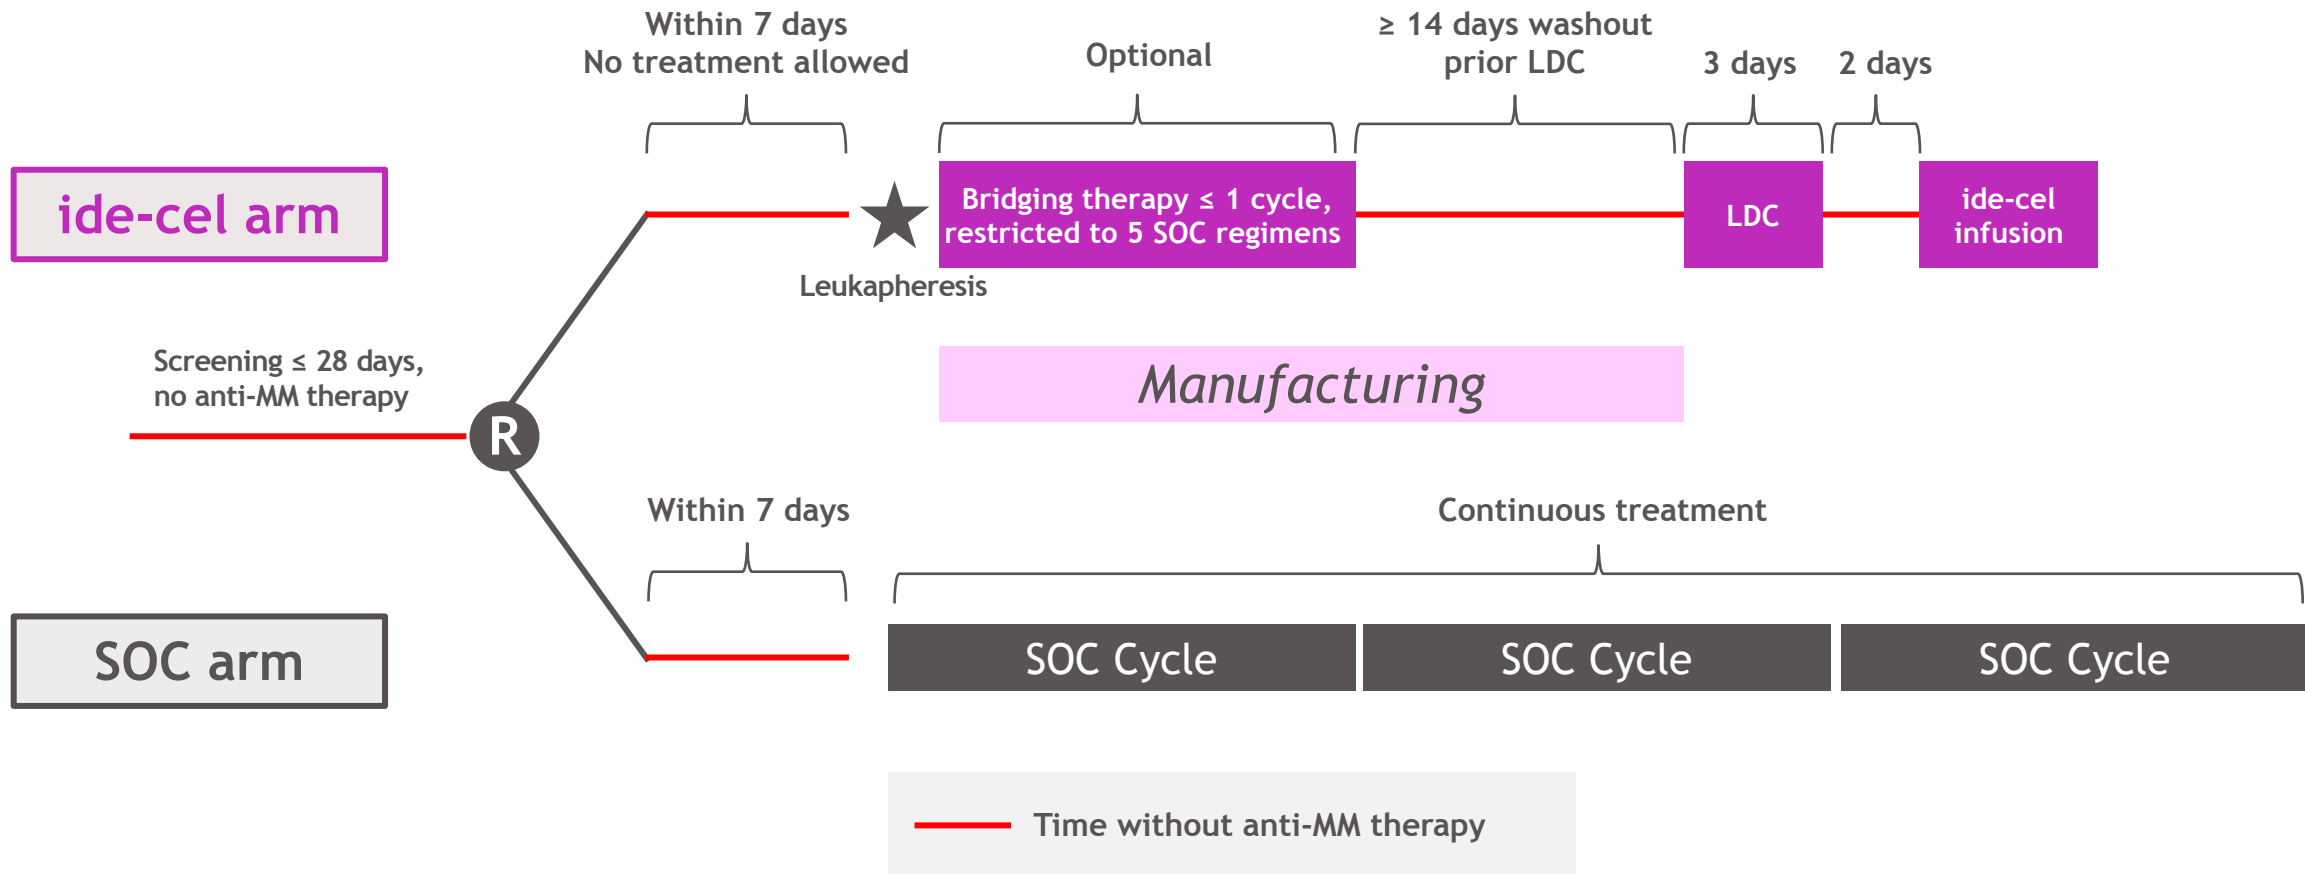 Within 7 days
No treatment allowed
Optional
≥ 14 days washout
prior LDC
3 days
2 days
ide-cel arm
Bridging therapy ≤ 1 cycle,
restricted to 5 SOC regimens
LDC
ide-cel
infusion
Leukapheresis
Screening ≤ 28 days,
no anti-MM therapy
R
Manufacturing
Within 7 days
Continuous treatment
SOC arm
SOC Cycle
SOC Cycle
SOC Cycle
Time without anti-MM therapy